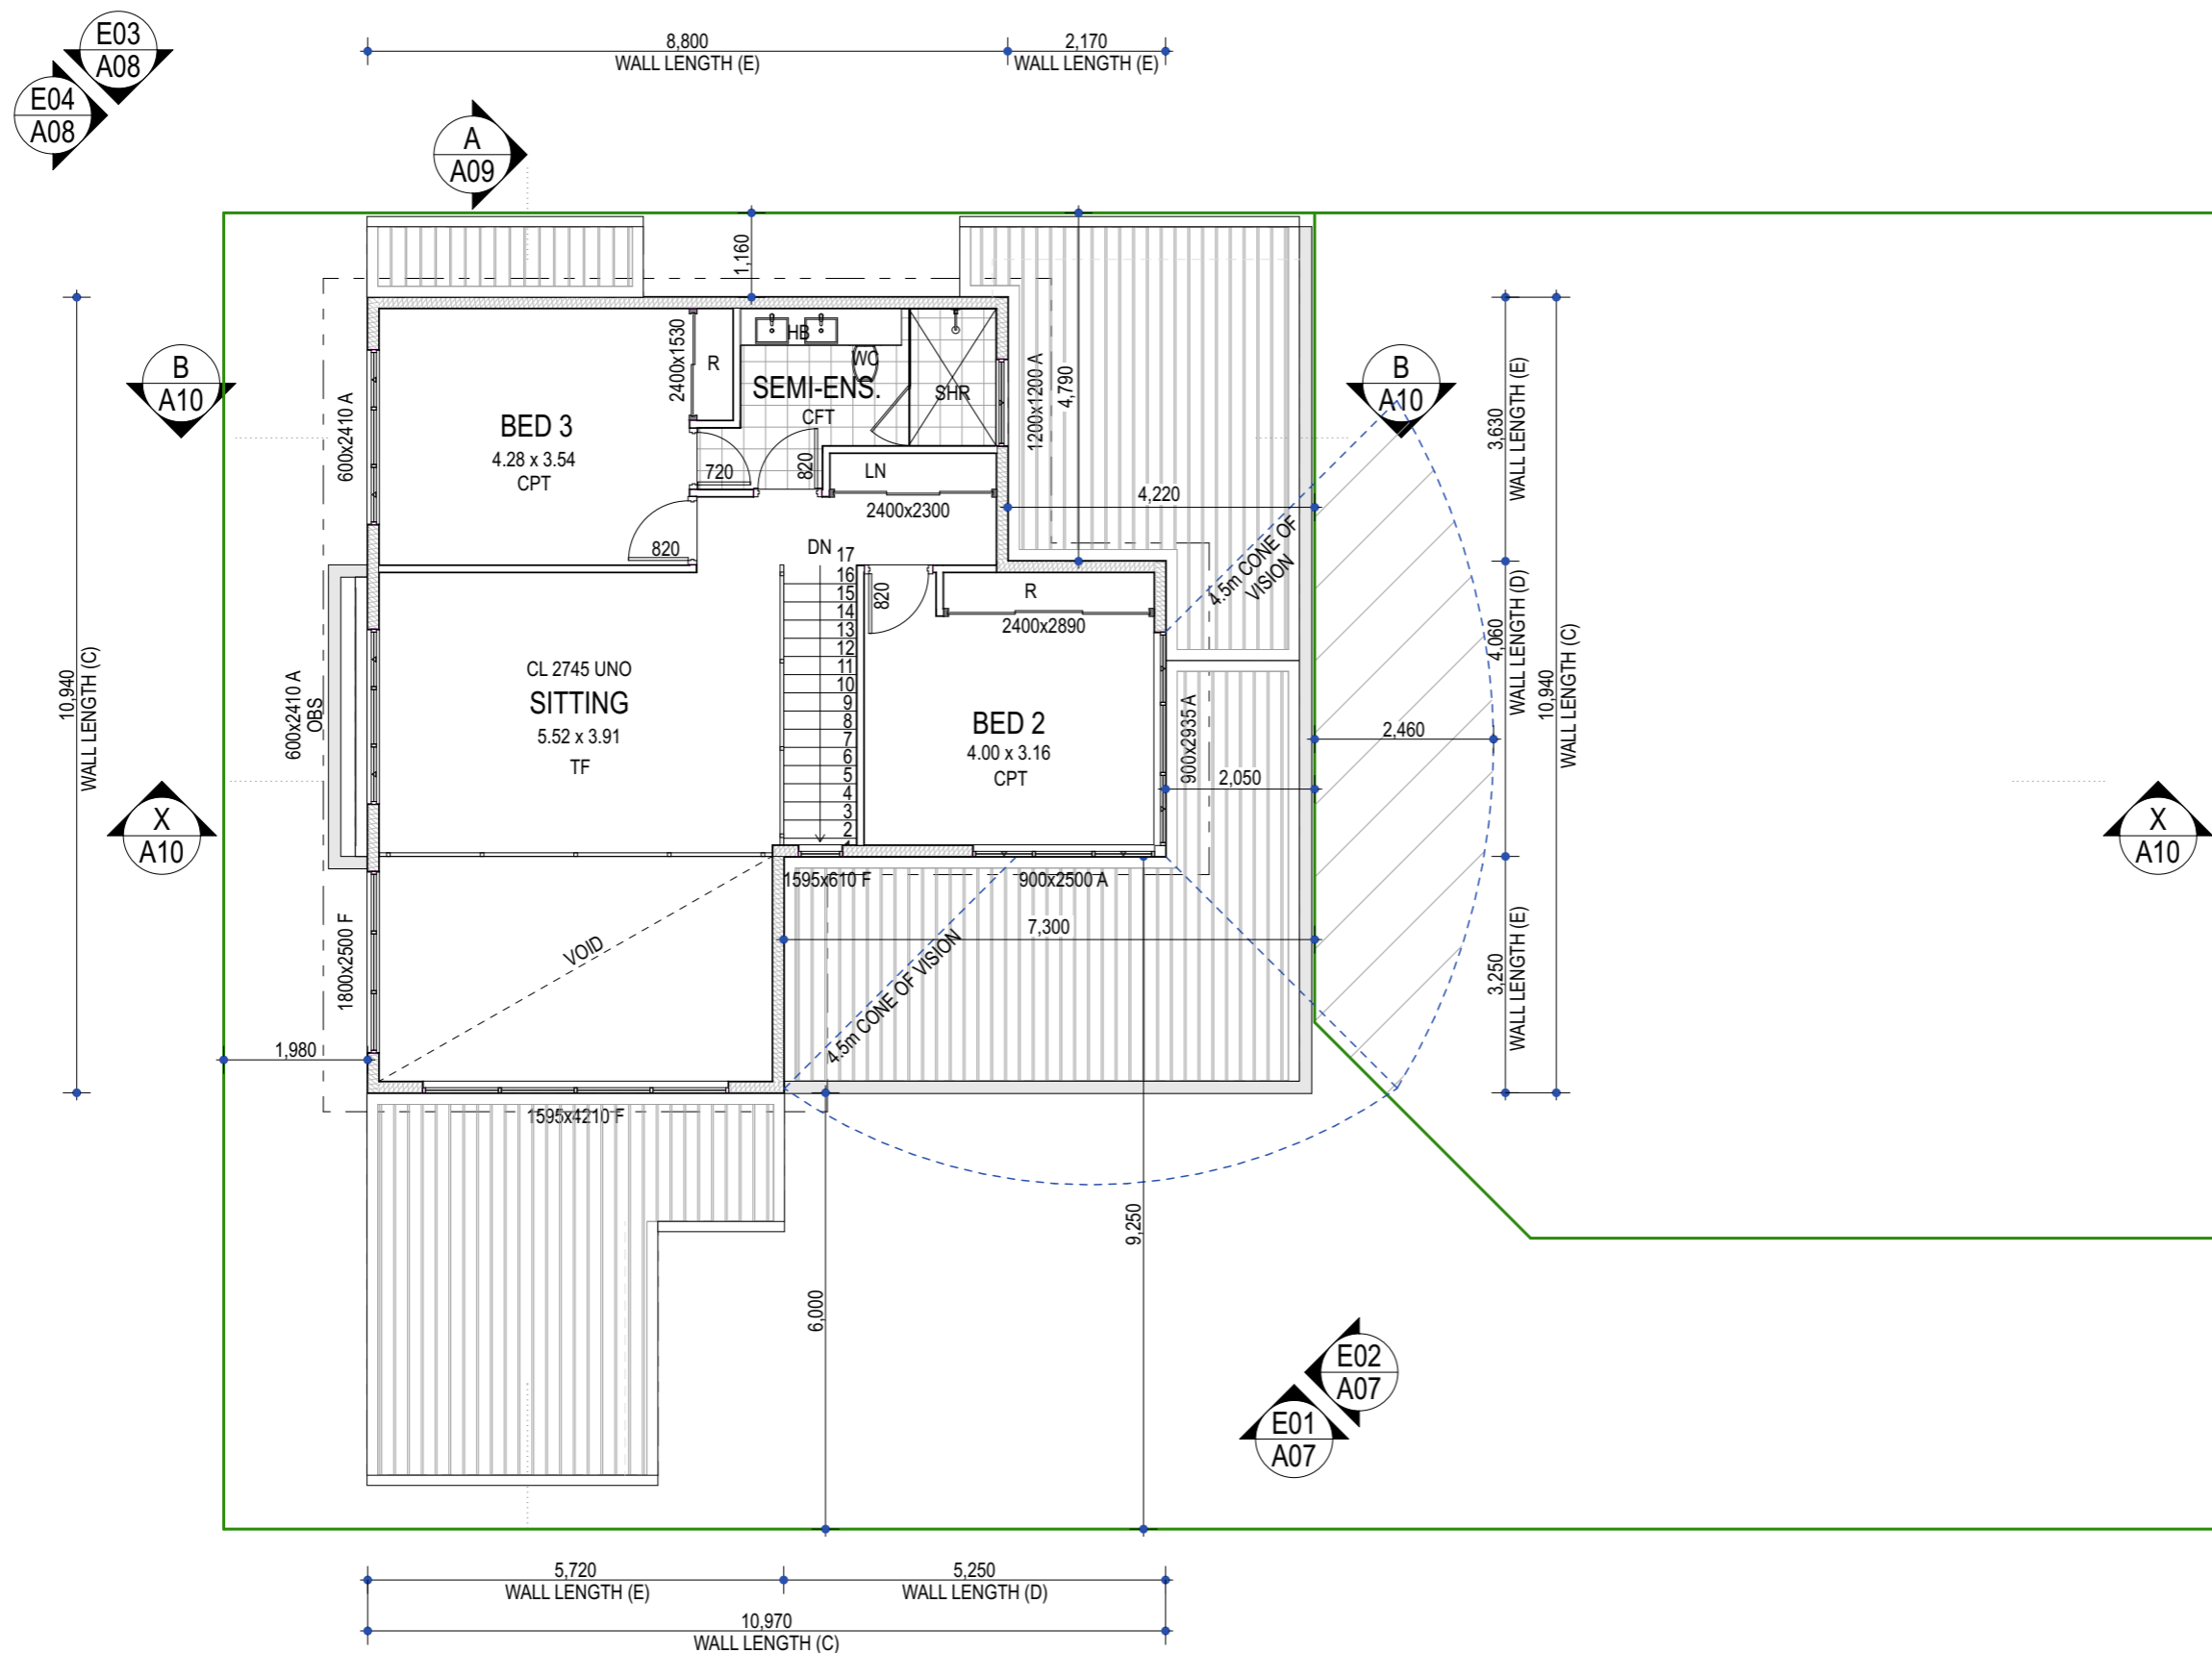 E03
A08
E04
A08
8,800
WALL LENGTH (E)
2,170
WALL LENGTH (E)
A
A09
1,160
B
A10
B
A10
2400x1530
R
HB
WC
SEMI-ENS.
CFT
SHR
1200x1200 A
4,790
600x2410 A
BED 3
4.28 x 3.54
CPT
720
820
LN
2400x2300
4,220
3,630
WALL LENGTH (E)
820
DN
17
16
15
14
13
12
11
10
9
8
7
6
5
4
3
2
820
R
2400x2890
4.5m CONE OF
VISION
4,060
WALL LENGTH (D)
10,940
WALL LENGTH (C)
10,940
WALL LENGTH (C)
600x2410 A
OBS
CL 2745 UNO
SITTING
5.52 x 3.91
TF
BED 2
4.00 x 3.16
CPT
900x2935 A
2,460
2,050
X
A10
X
A10
1595x610 F
900x2500 A
7,300
VOID
4.5m CONE OF VISION
1800x2500 F
3,250
WALL LENGTH (E)
1,980
1595x4210 F
9,250
6,000
E02
A07
E01
A07
5,720
WALL LENGTH (E)
5,250
WALL LENGTH (D)
10,970
WALL LENGTH (C)